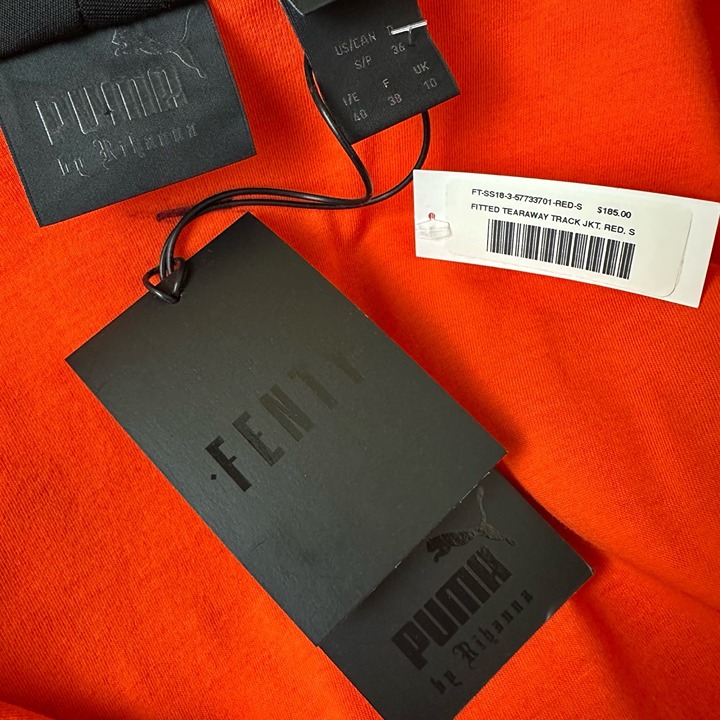 PUMA
by Rihanna
US/CAN D
S/P 36
I/E F UK
40 38 10
FT-SS18-3-57733701-RED-S $185.00
FITTED TEARAWAY TRACK JKT. RED, S
FENTY
PUMA
by Rihanna